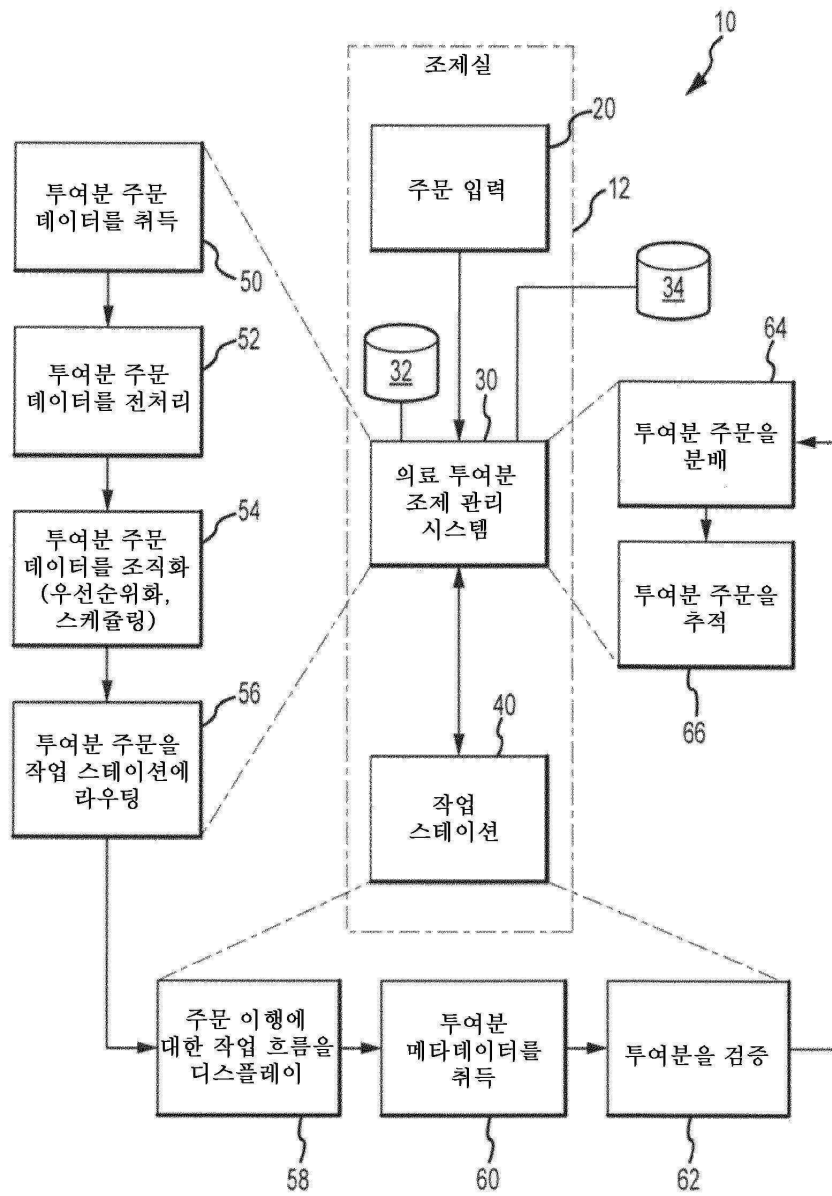 10
조제실
20
주문 입력
12
투여분 주문
데이터를 취득
50
34
32
30
52
투여분 주문
데이터를 전처리
64
투여분 주문을
분배
의료 투여분
조제 관리
시스템
54
투여분 주문
데이터를 조직화
(우선순위화,
스케쥴링)
투여분 주문을
추적
66
56
투여분 주문을
작업 스테이션에
라우팅
40
작업
스테이션
주문 이행에
대한 작업 흐름을
디스플레이
58
투여분
메타데이터를
취득
60
투여분을 검증
62